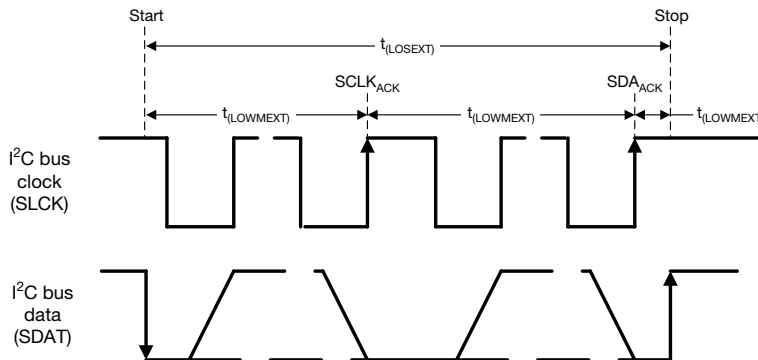 Start
Stop
t(LOSEXT)
SCLKACK
SDAACK
t(LOWMEXT)
t(LOWMEXT)
t(LOWMEXT)
I²C bus
clock
(SLCK)
I²C bus
data
(SDAT)